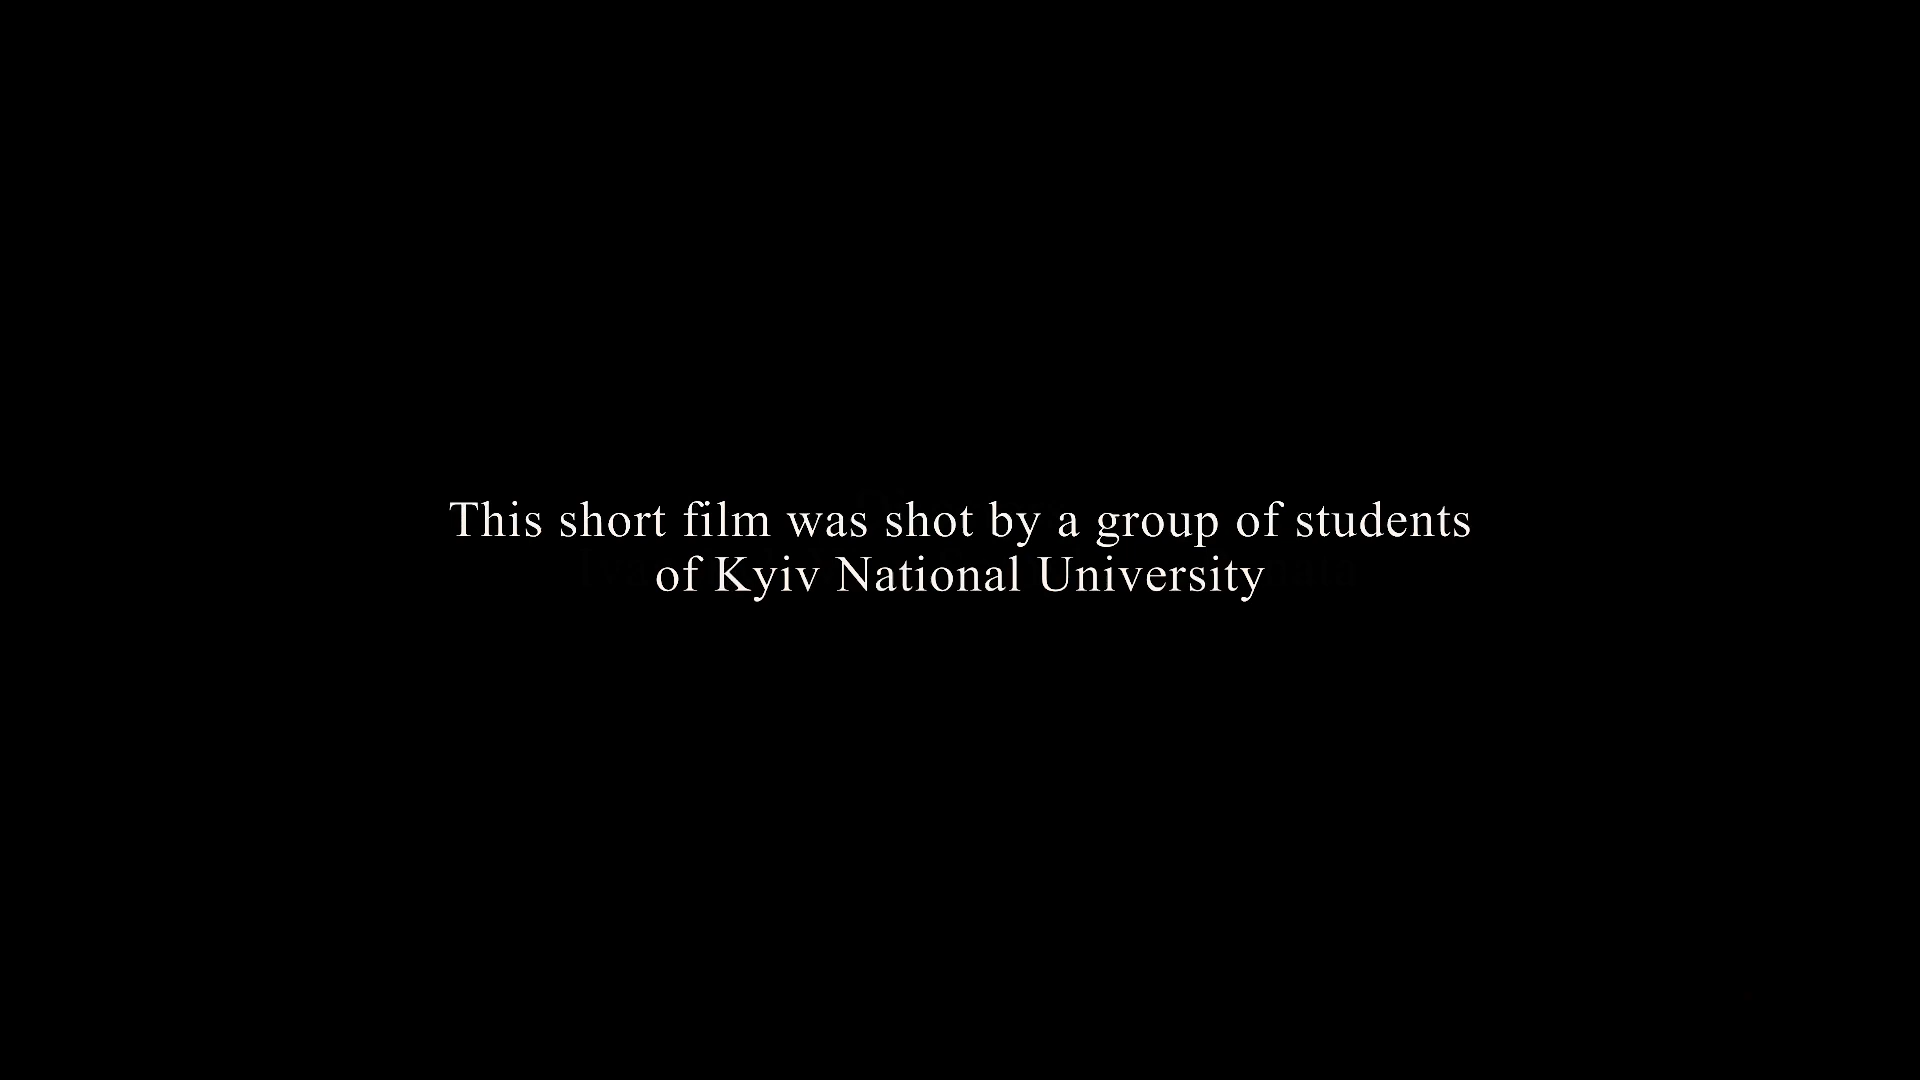 This short film was shot by a group of students
of Kyiv National University